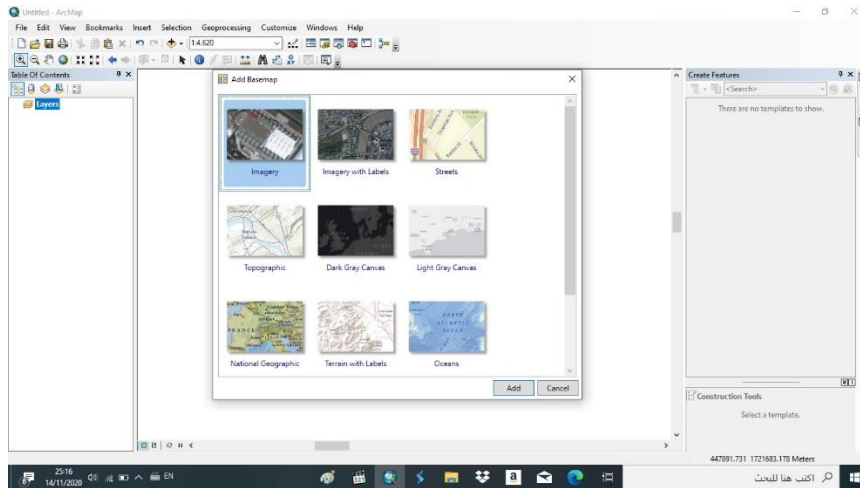 Untitled - ArcMap
File Edit View Bookmarks Insert Selection Geoprocessing Customize Windows Help
1:4.620
Table Of Contents
Layers
Add Basemap
Imagery
Imagery with Labels
Streets
Topographic
Dark Gray Canvas
Light Gray Canvas
National Geographic
Terrain with Labels
Oceans
Add
Cancel
Create Features
<Search>
There are no templates to show.
Construction Tools
Select a template.
447891.731 1721683.178 Meters
25:16
14/11/2020
EN
اكتب هنا للبحث